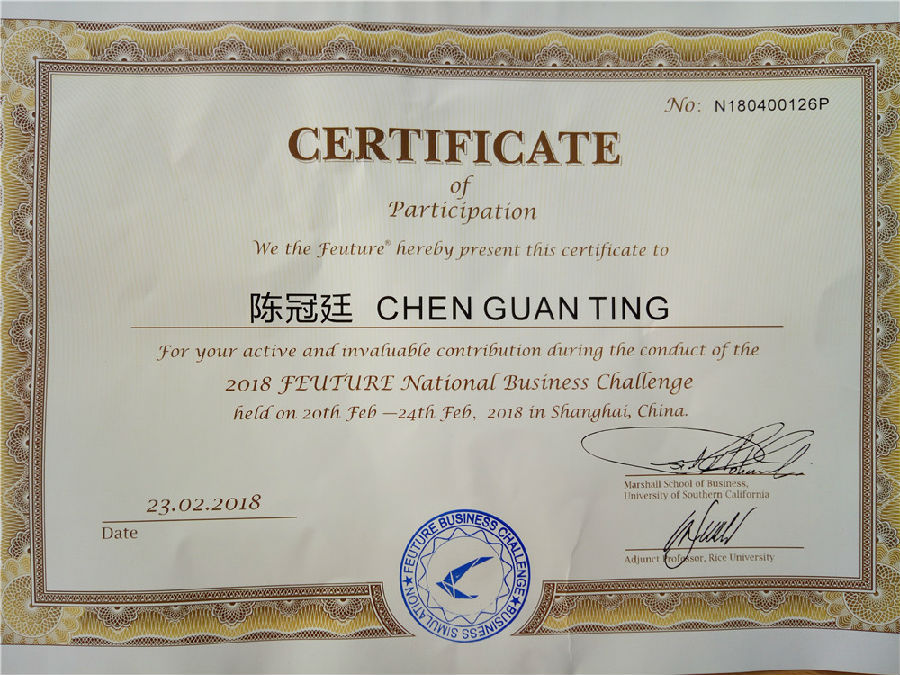 No: N180400126P
CERTIFICATE
of
Participation
We the Feuture® hereby present this certificate to
陈冠廷 CHEN GUAN TING
For your active and invaluable contribution during the conduct of the
2018 FEUTURE National Business Challenge
held on 20th Feb —24th Feb, 2018 in Shanghai, China.
Marshall School of Business,
University of Southern California
23.02.2018
Date
Adjunct Professor, Rice University
FEUTURE BUSINESS CHALLENGE★BUSINESS SIMULATION★